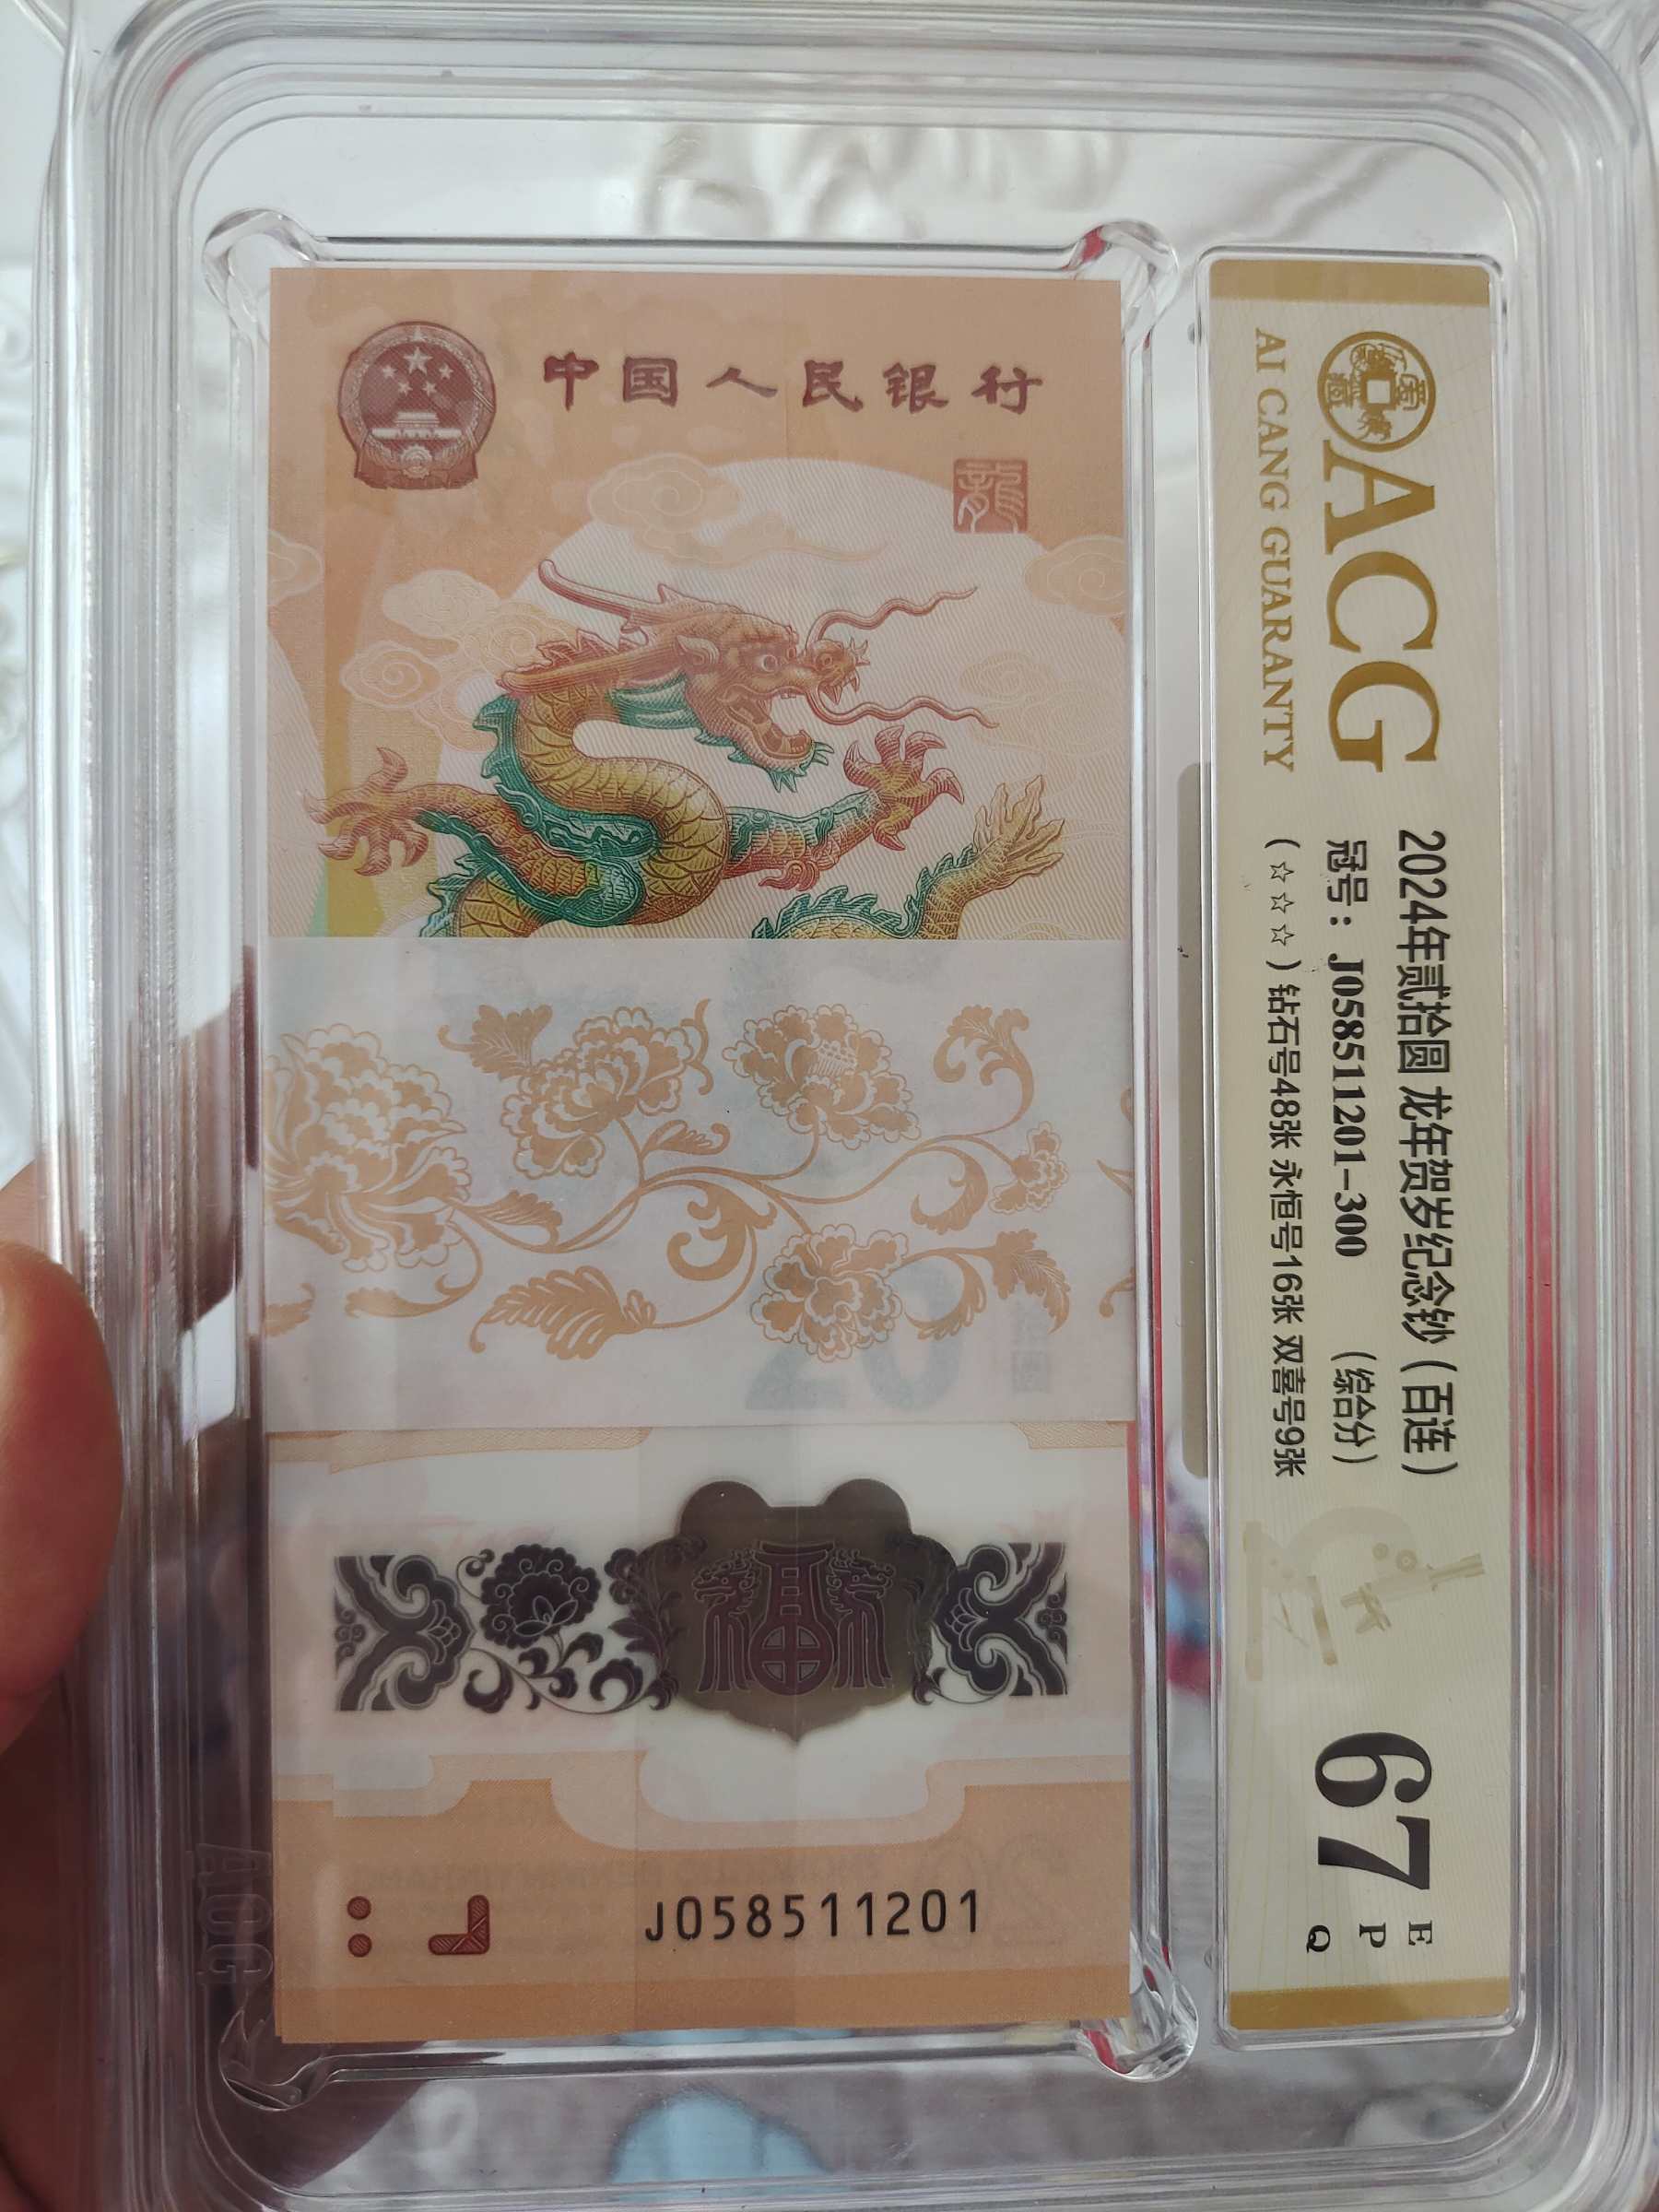 中国人民银行
龍
福
J058511201
ACG
AI CANG GUARANTY
2024年贰拾圆 龙年贺岁纪念钞(百连)
冠号:J058511201-300 (综合分)
(☆☆☆)钻石号48张 永恒号16张 双喜号9张
67
E
P
Q
ACG